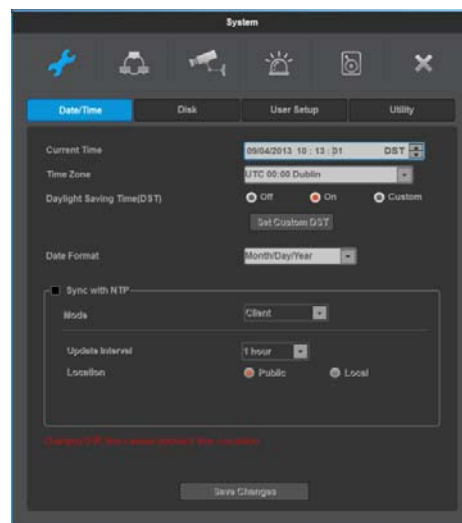 System
Date/Time Disk User Setup Utility
Current Time 09/04/2013 10 : 13 : 01 DST
Time Zone UTC 00:00 Dublin
Daylight Saving Time(DST) Off On Custom
Set Custom DST
Date Format Month/Day/Year
Sync with NTP
Mode Client
Update Interval 1 hour
Location Public Local
Save Changes